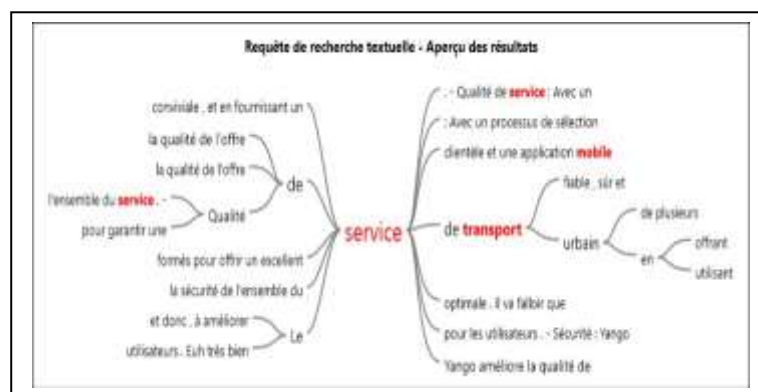 Requête de recherche textuelle - Aperçu des résultats
conviviale , et en fournissant un
la qualité de l'offre
la qualité de l'offre
de
l'ensemble du service . -
Qualité
pour garantir une
formés pour offrir un excellent
la sécurité de l'ensemble du
et donc , à améliorer
Le
utilisateurs . Euh très bien
service
. - Qualité de service : Avec un
: Avec un processus de sélection
clientèle et une application mobile
fiable , sûr et
de transport
de plusieurs
urbain
offrant
en
utilisant
optimale . il va falloir que
pour les utilisateurs . - Sécurité : Yango
Yango améliore la qualité de